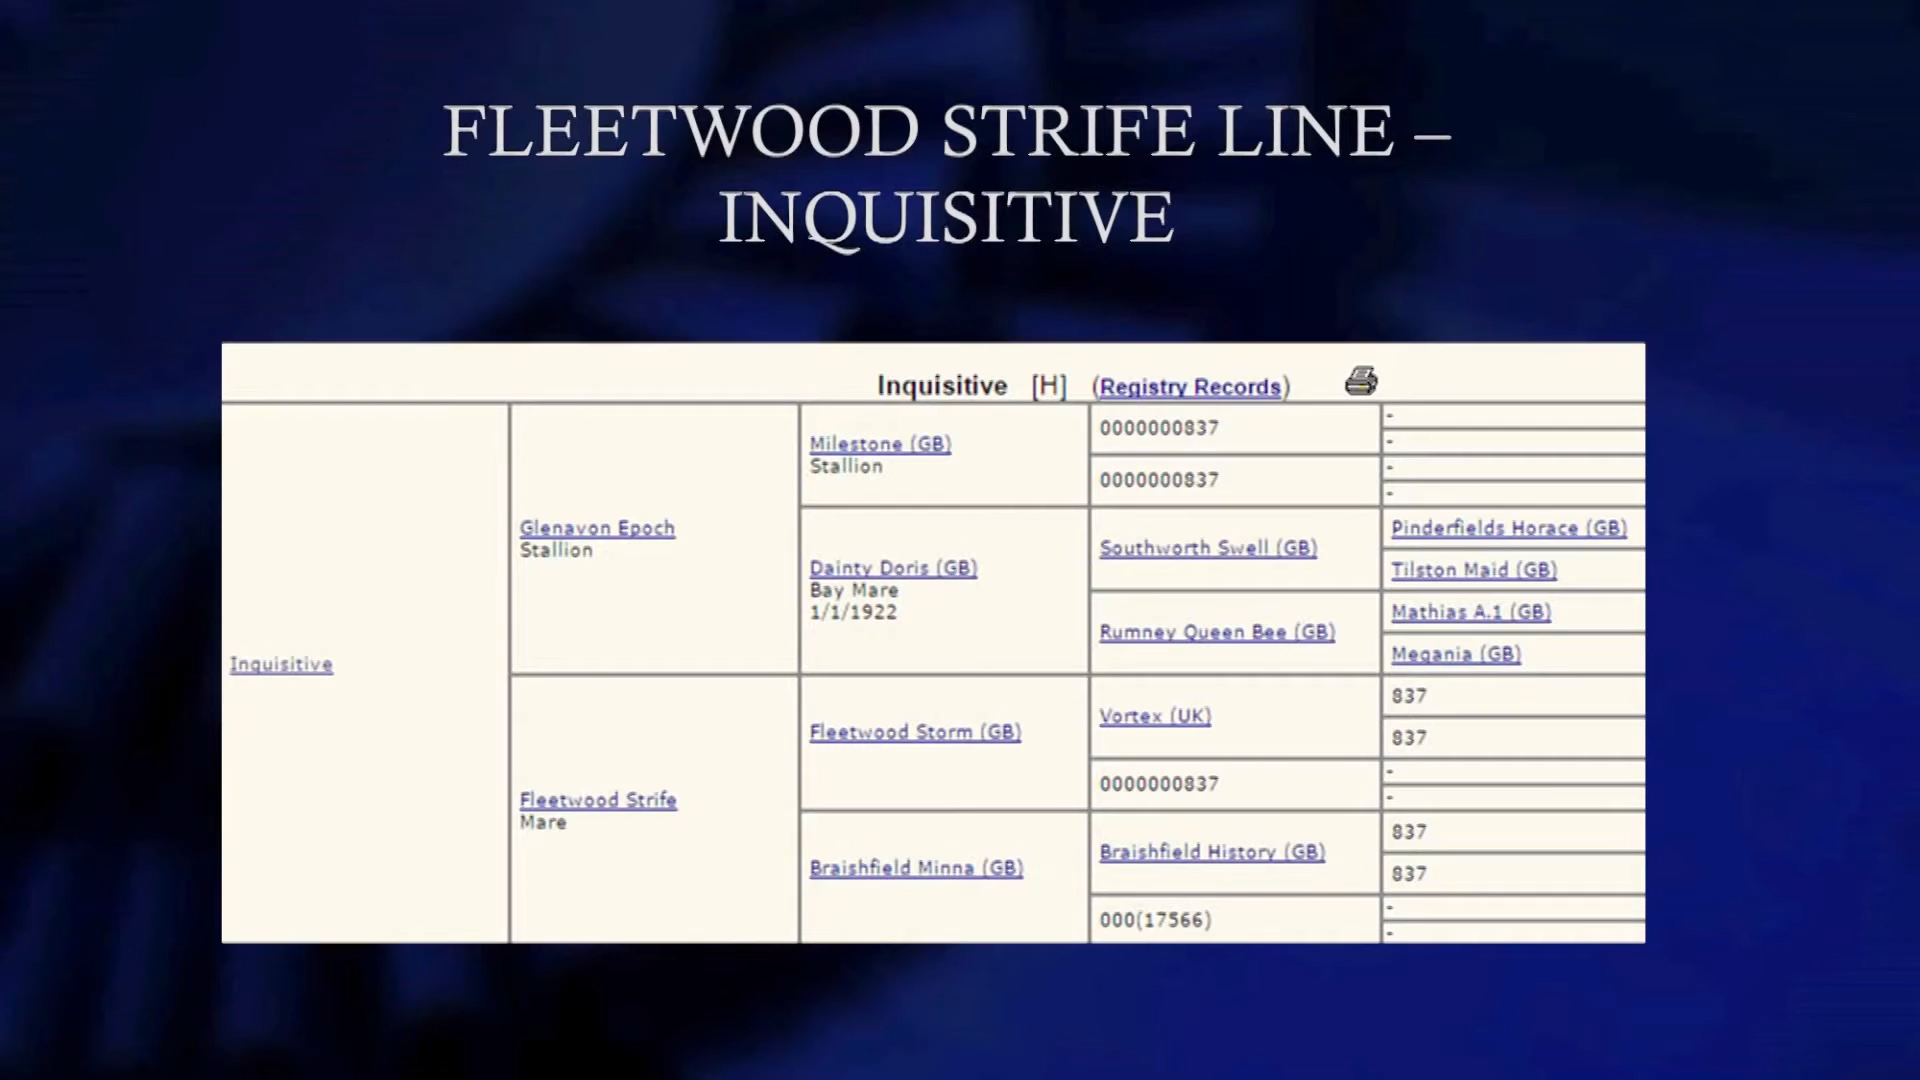 FLEETWOOD STRIFE LINE –
INQUISITIVE
Inquisitive [H] (Registry Records)
Inquisitive
Glenavon Epoch
Stallion
Fleetwood Strife
Mare
Milestone (GB)
Stallion
Dainty Doris (GB)
Bay Mare
1/1/1922
Fleetwood Storm (GB)
Braishfield Minna (GB)
0000000837
0000000837
Southworth Swell (GB)
Rumney Queen Bee (GB)
Vortex (UK)
0000000837
Braishfield History (GB)
000(17566)
-
-
-
-
Pinderfields Horace (GB)
Tilston Maid (GB)
Mathias A.1 (GB)
Megania (GB)
837
837
-
-
837
837
-
-